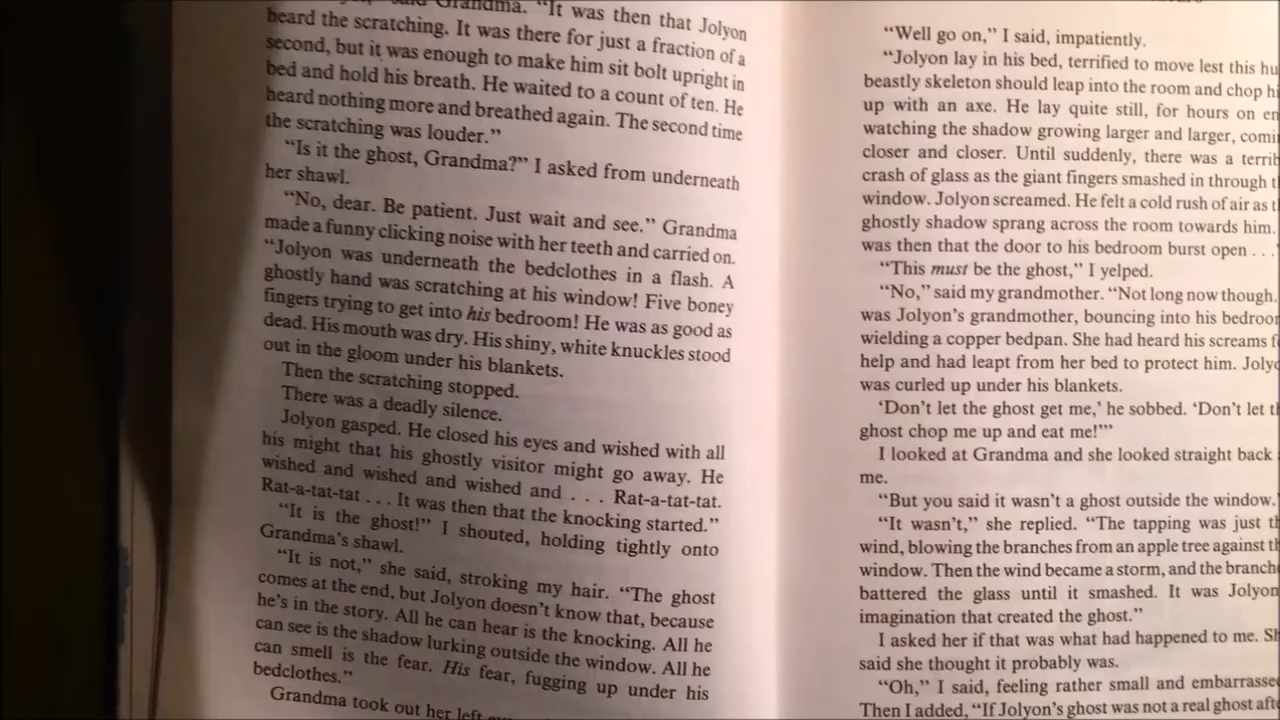 Grandma. “It was then that Jolyon
heard the scratching. It was there for just a fraction of a
second, but it was enough to make him sit bolt upright in
bed and hold his breath. He waited to a count of ten. He
heard nothing more and breathed again. The second time
the scratching was louder.”
“Is it the ghost, Grandma?” I asked from underneath
her shawl.
“No, dear. Be patient. Just wait and see.” Grandma
made a funny clicking noise with her teeth and carried on.
“Jolyon was underneath the bedclothes in a flash. A
ghostly hand was scratching at his window! Five boney
fingers trying to get into his bedroom! He was as good as
dead. His mouth was dry. His shiny, white knuckles stood
out in the gloom under his blankets.
Then the scratching stopped.
There was a deadly silence.
Jolyon gasped. He closed his eyes and wished with all
his might that his ghostly visitor might go away. He
wished and wished and wished and . . . Rat-a-tat-tat.
Rat-a-tat-tat . . . It was then that the knocking started.”
“It is the ghost!” I shouted, holding tightly onto
Grandma’s shawl.
“It is not,” she said, stroking my hair. “The ghost
comes at the end, but Jolyon doesn’t know that, because
he’s in the story. All he can hear is the knocking. All he
can see is the shadow lurking outside the window. All he
can smell is the fear. His fear, fugging up under his
bedclothes.”
Grandma took out her left
“Well go on,” I said, impatiently.
“Jolyon lay in his bed, terrified to move lest this
beastly skeleton should leap into the room and chop
up with an axe. He lay quite still, for hours on
watching the shadow growing larger and larger,
closer and closer. Until suddenly, there was a
crash of glass as the giant fingers smashed in through
window. Jolyon screamed. He felt a cold rush of air as
ghostly shadow sprang across the room towards him.
was then that the door to his bedroom burst open . . .
“This must be the ghost,” I yelped.
“No,” said my grandmother. “Not long now though.
was Jolyon’s grandmother, bouncing into his
wielding a copper bedpan. She had heard his screams
help and had leapt from her bed to protect him.
was curled up under his blankets.
‘Don’t let the ghost get me,’ he sobbed. ‘Don’t let
ghost chop me up and eat me!’”
I looked at Grandma and she looked straight back
me.
“But you said it wasn’t a ghost outside the window.
“It wasn’t,” she replied. “The tapping was just
wind, blowing the branches from an apple tree against
window. Then the wind became a storm, and the
battered the glass until it smashed. It was
imagination that created the ghost.”
I asked her if that was what had happened to me.
said she thought it probably was.
“Oh,” I said, feeling rather small and
Then I added, “If Jolyon’s ghost was not a real ghost